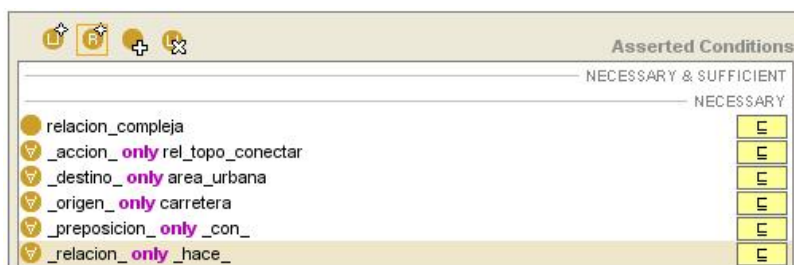 Asserted Conditions
NECESSARY & SUFFICIENT
NECESSARY
relacion_compleja ⊑
∀ _accion_ only rel_topo_conectar ⊑
∀ _destino_ only area_urbana ⊑
∀ _origen_ only carretera ⊑
∀ _preposicion_ only _con_ ⊑
∀ _relacion_ only _hace_ ⊑